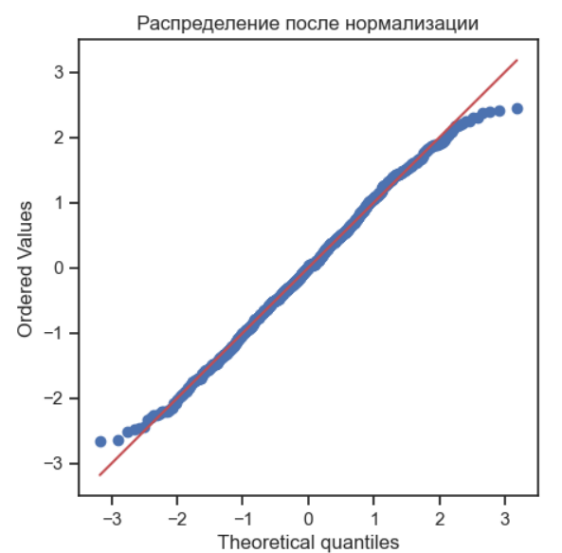 Распределение после нормализации
3
2
1
0
−1
−2
−3
Ordered Values
−3 −2 −1 0 1 2 3
Theoretical quantiles